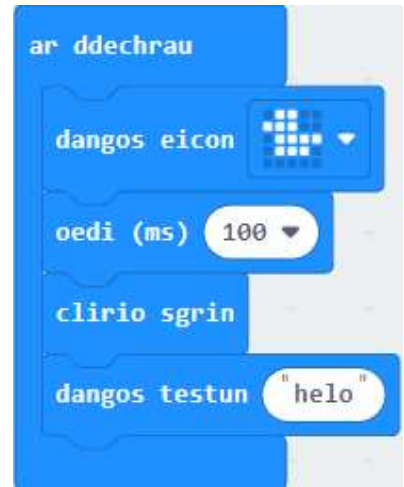 ar ddechrau
dangos eicon
oedi (ms) 100
clirio sgrin
dangos testun "helo"